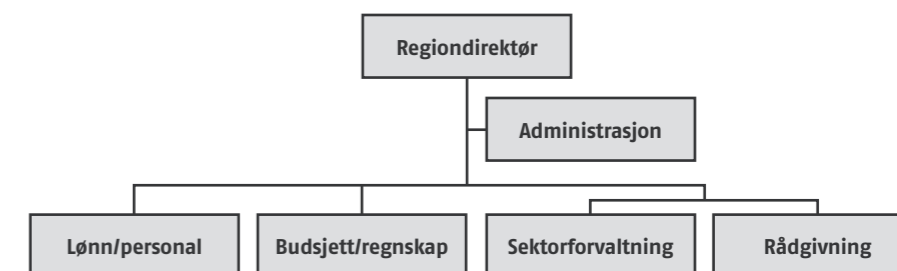 Regiondirektør
Administrasjon
Lønn/personal
Budsjett/regnskap
Sektorforvaltning
Rådgivning